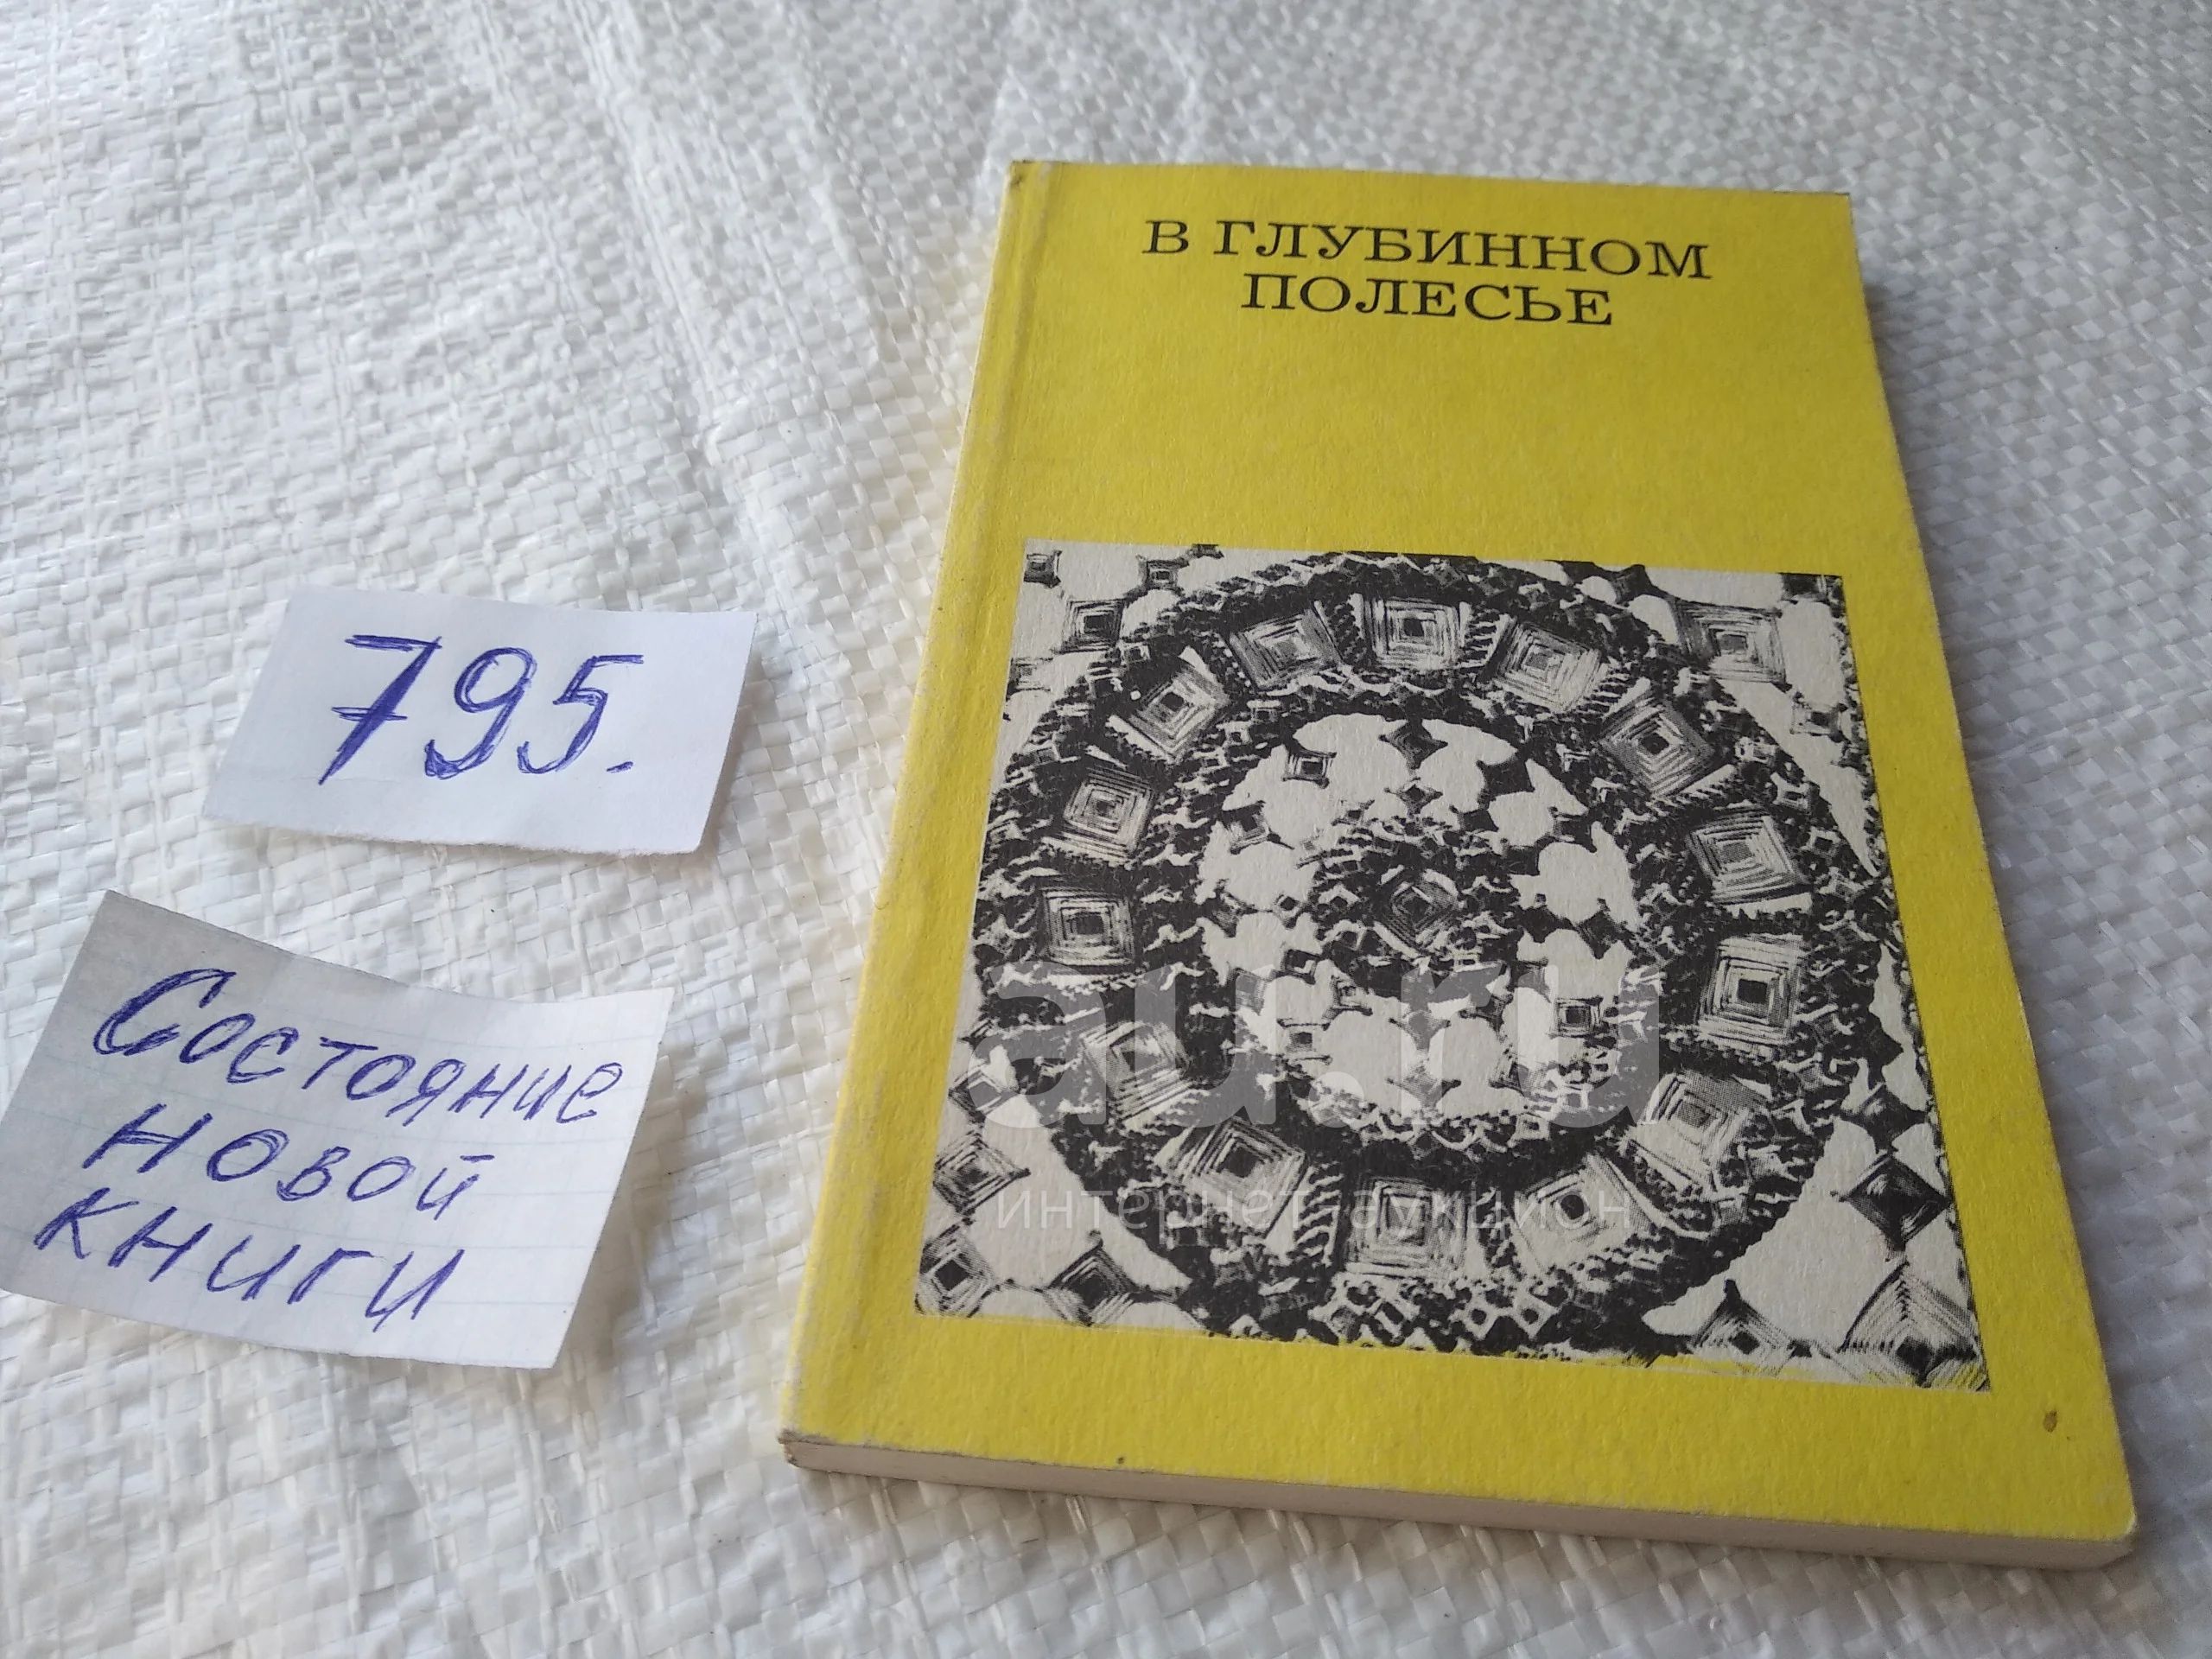 В ГЛУБИННОМ
ПОЛЕСЬЕ
795.
Состояние
новой
книги
au.ru
интернет-аукцион